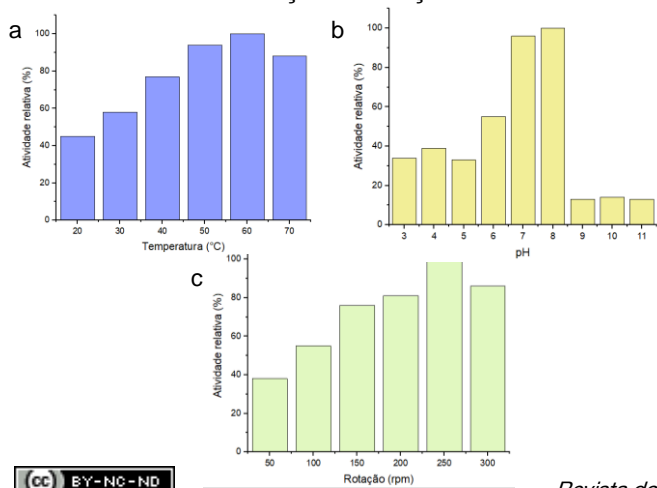 a
Atividade relativa (%)
100
80
60
40
20
0
20 30 40 50 60 70
Temperatura (°C)
b
Atividade relativa (%)
100
80
60
40
20
0
3 4 5 6 7 8 9 10 11
pH
c
Atividade relativa (%)
100
80
60
40
20
0
50 100 150 200 250 300
Rotação (rpm)
(cc) BY-NC-ND